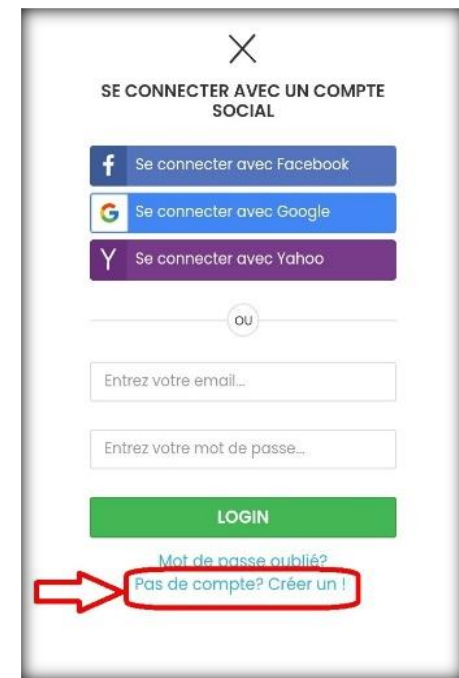 SE CONNECTER AVEC UN COMPTE
SOCIAL
Se connecter avec Facebook
Se connecter avec Google
Se connecter avec Yahoo
OU
Entrez votre email...
Entrez votre mot de passe...
LOGIN
Mot de passe oublié?
Pas de compte? Créer un !